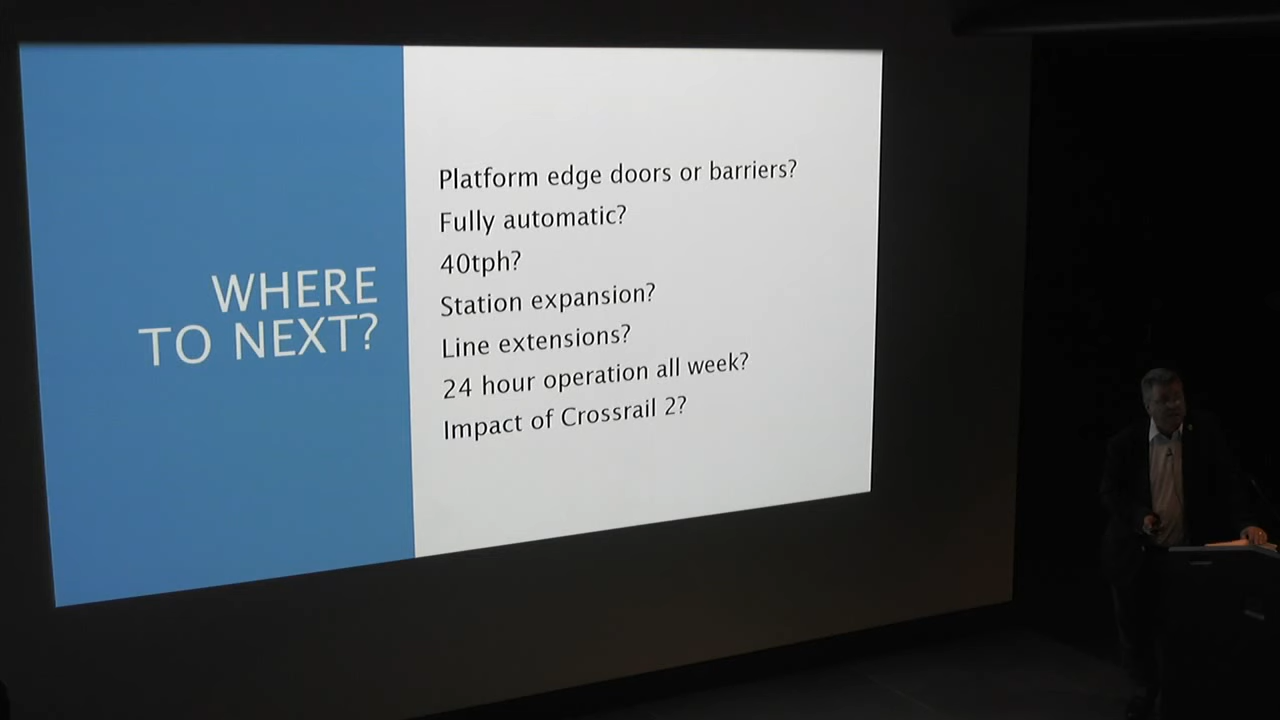 WHERE
TO NEXT?
Platform edge doors or barriers?
Fully automatic?
40tph?
Station expansion?
Line extensions?
24 hour operation all week?
Impact of Crossrail 2?